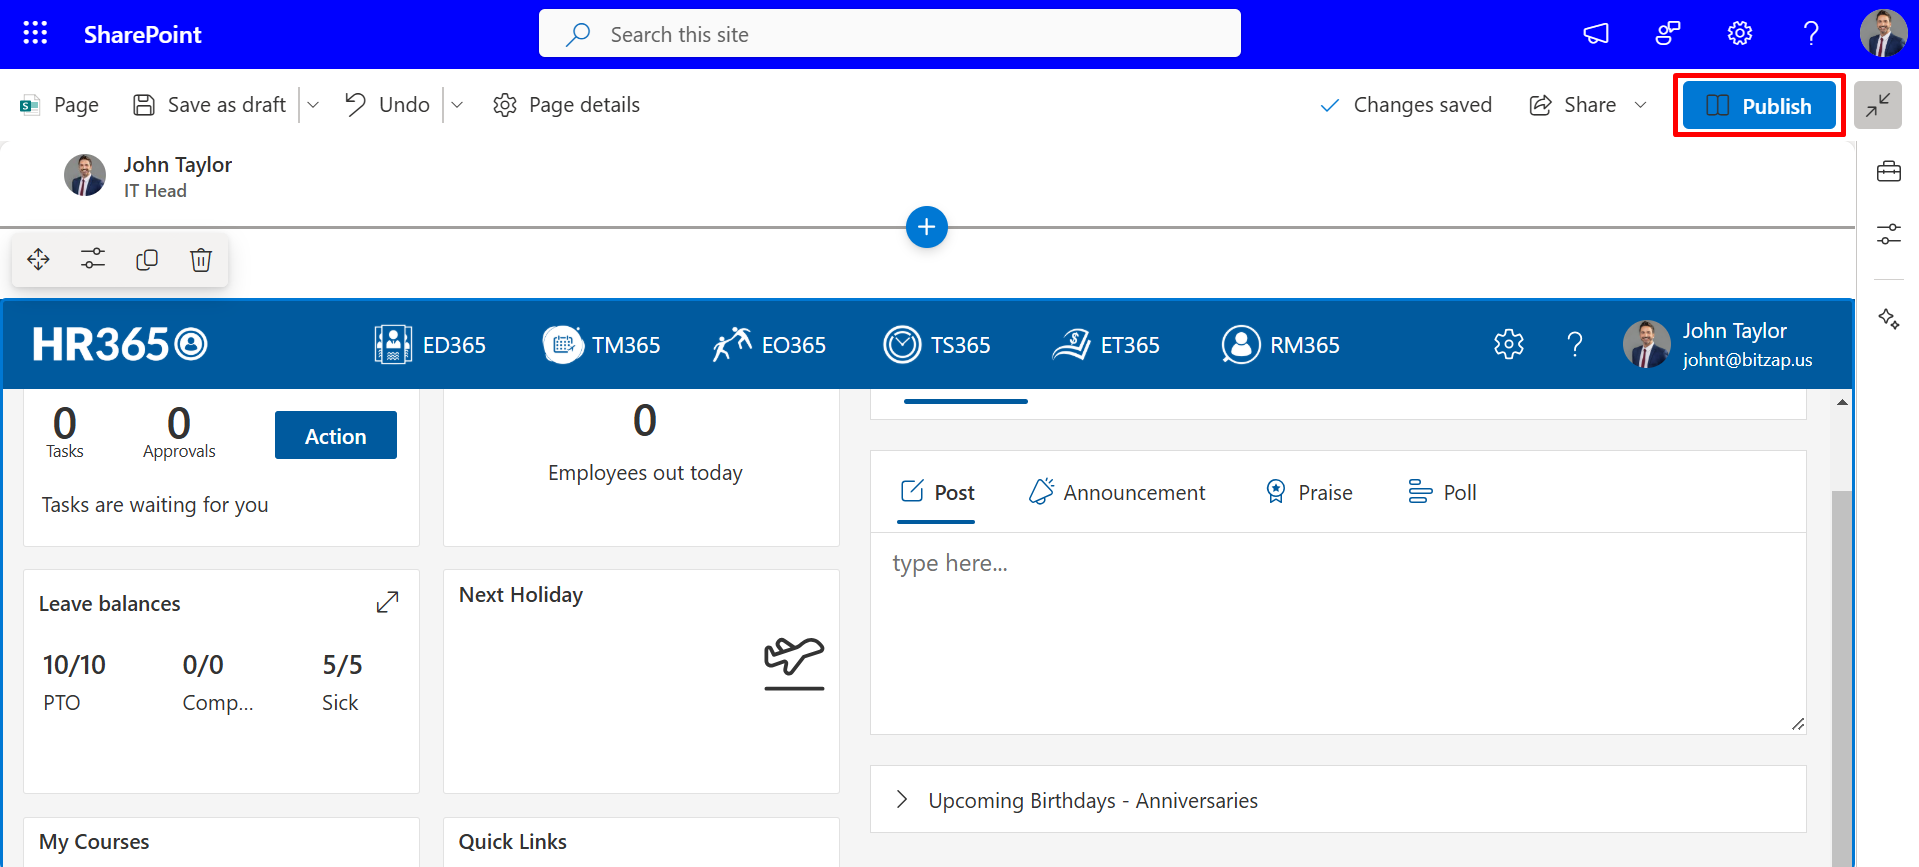 SharePoint
Search this site
Page
Save as draft
Undo
Page details
Changes saved
Share
Publish
John Taylor
IT Head
HR365
ED365
TM365
EO365
TS365
ET365
RM365
John Taylor
johnt@bitzap.us
0
Tasks
0
Approvals
Action
Tasks are waiting for you
0
Employees out today
Post
Announcement
Praise
Poll
type here...
Leave balances
10/10
PTO
0/0
Comp...
5/5
Sick
Next Holiday
Upcoming Birthdays - Anniversaries
My Courses
Quick Links